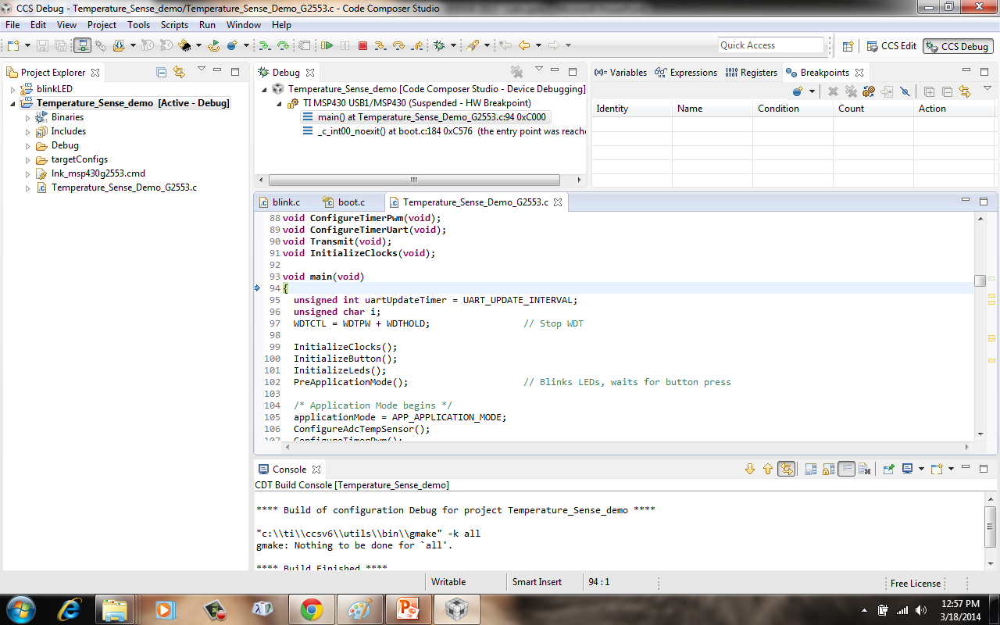 CCS Debug - Temperature_Sense_demo/Temperature_Sense_Demo_G2553.c - Code Composer Studio
File Edit View Project Tools Scripts Run Window Help
Quick Access
CCS Edit
CCS Debug
Project Explorer
blinkLED
Temperature_Sense_demo [Active - Debug]
Binaries
Includes
Debug
targetConfigs
lnk_msp430g2553.cmd
Temperature_Sense_Demo_G2553.c
Debug
Temperature_Sense_demo [Code Composer Studio - Device Debugging]
TI MSP430 USB1/MSP430 (Suspended - HW Breakpoint)
main() at Temperature_Sense_Demo_G2553.c:94 0xC000
_c_int00_noexit() at boot.c:184 0xC576 (the entry point was reache
(x)= Variables Expressions 1010 0101 Registers Breakpoints
Identity Name Condition Count Action
blink.c boot.c Temperature_Sense_Demo_G2553.c
88 void ConfigureTimerPwm(void);
89 void ConfigureTimerUart(void);
90 void Transmit(void);
91 void InitializeClocks(void);
92
93 void main(void)
94 {
95 unsigned int uartUpdateTimer = UART_UPDATE_INTERVAL;
96 unsigned char i;
97 WDTCTL = WDTPW + WDTHOLD; // Stop WDT
98
99 InitializeClocks();
100 InitializeButton();
101 InitializeLeds();
102 PreApplicationMode(); // Blinks LEDs, waits for button press
103
104 /* Application Mode begins */
105 applicationMode = APP_APPLICATION_MODE;
106 ConfigureAdcTempSensor();
107 ConfigureTimerPwm();
Console
CDT Build Console [Temperature_Sense_demo]
**** Build of configuration Debug for project Temperature_Sense_demo ****
"c:\\ti\\ccsv6\\utils\\bin\\gmake" -k all
gmake: Nothing to be done for `all'.
**** Build Finished ****
Writable Smart Insert 94 : 1 Free License
12:57 PM
3/18/2014